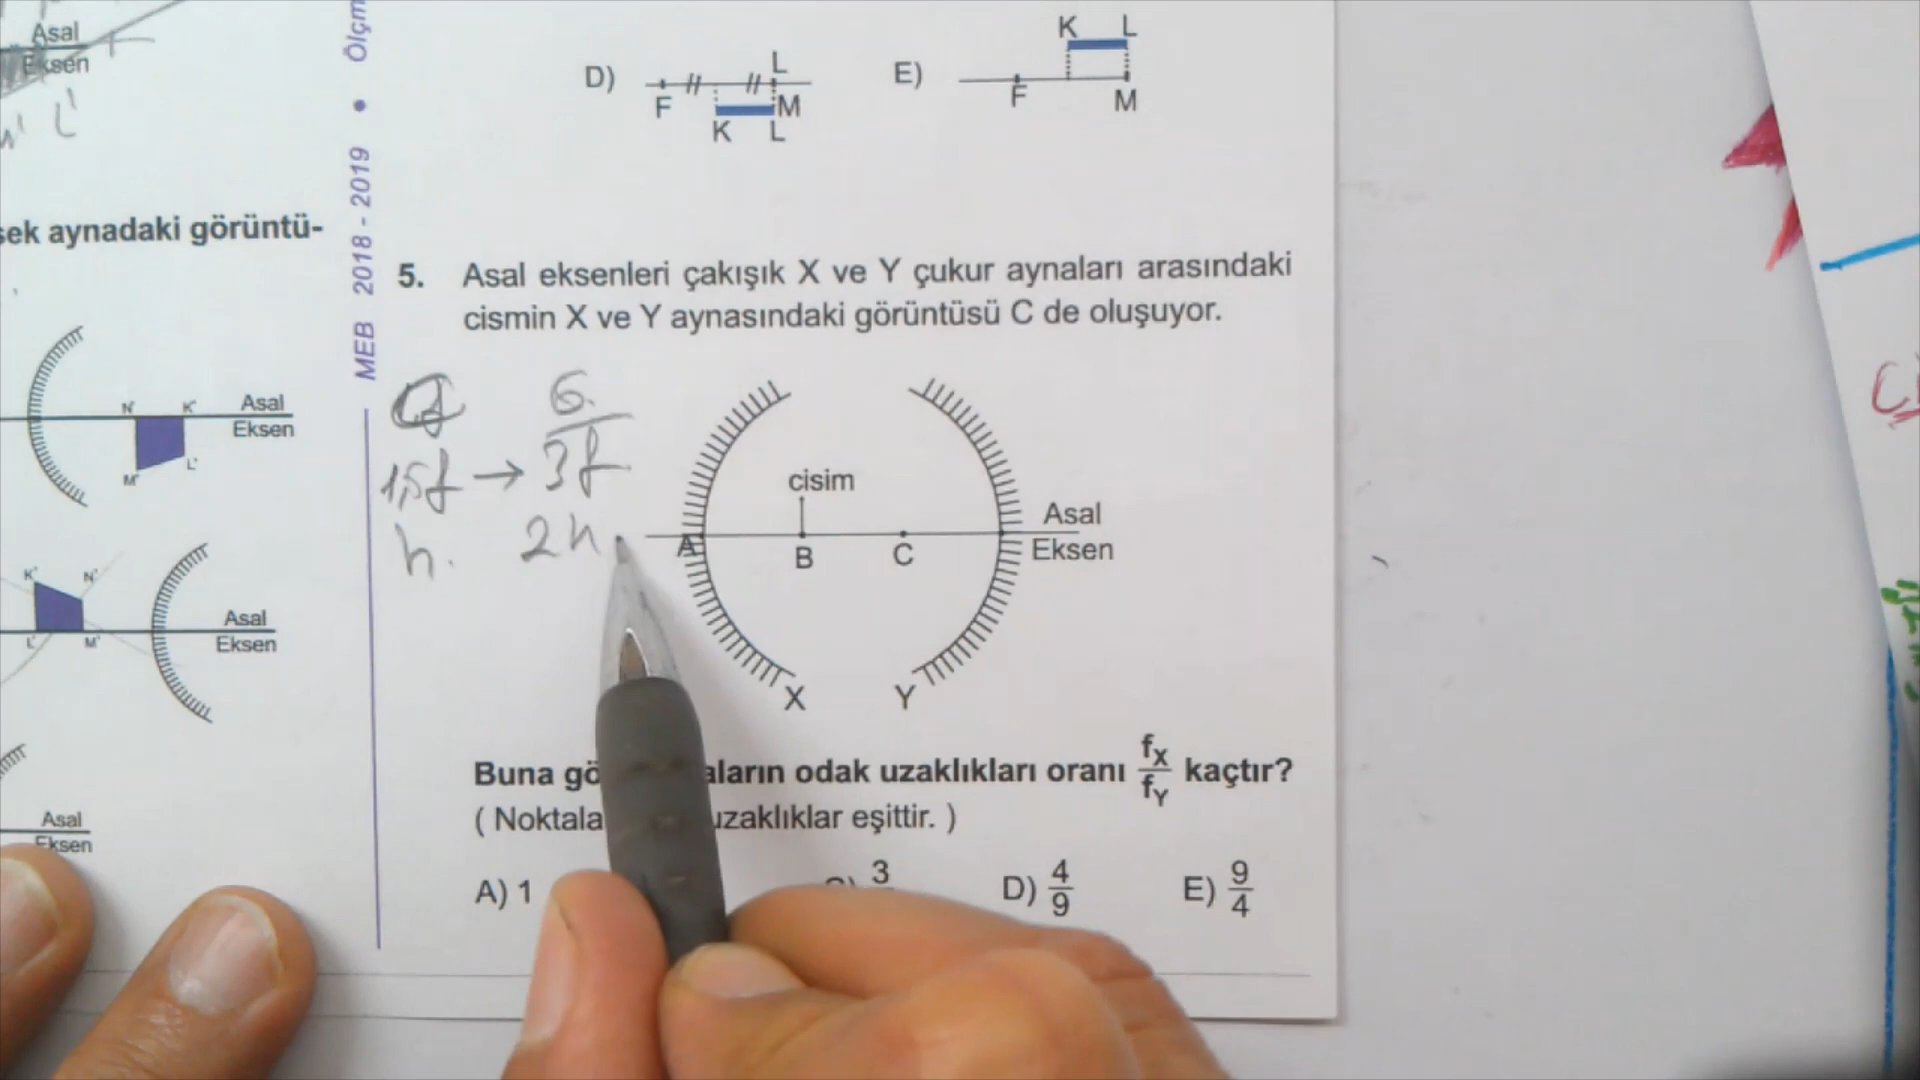 Asal
Eksen
L'
sek aynadaki görüntü-
N' K' Asal
Eksen
M' L'
K' N'
Asal
L' M' Eksen
Asal
Eksen
MEB 2018 - 2019 • Ölçm
D) F K L M L
E) K L F M
5. Asal eksenleri çakışık X ve Y çukur aynaları arasındaki
cismin X ve Y aynasındaki görüntüsü C de oluşuyor.
G.
1,5f → 3f
h. 2h
cisim
A B C
Asal
Eksen
X Y
Buna gö aların odak uzaklıkları oranı fX/fY kaçtır?
( Noktala uzaklıklar eşittir. )
A) 1 3 D) 4/9 E) 9/4